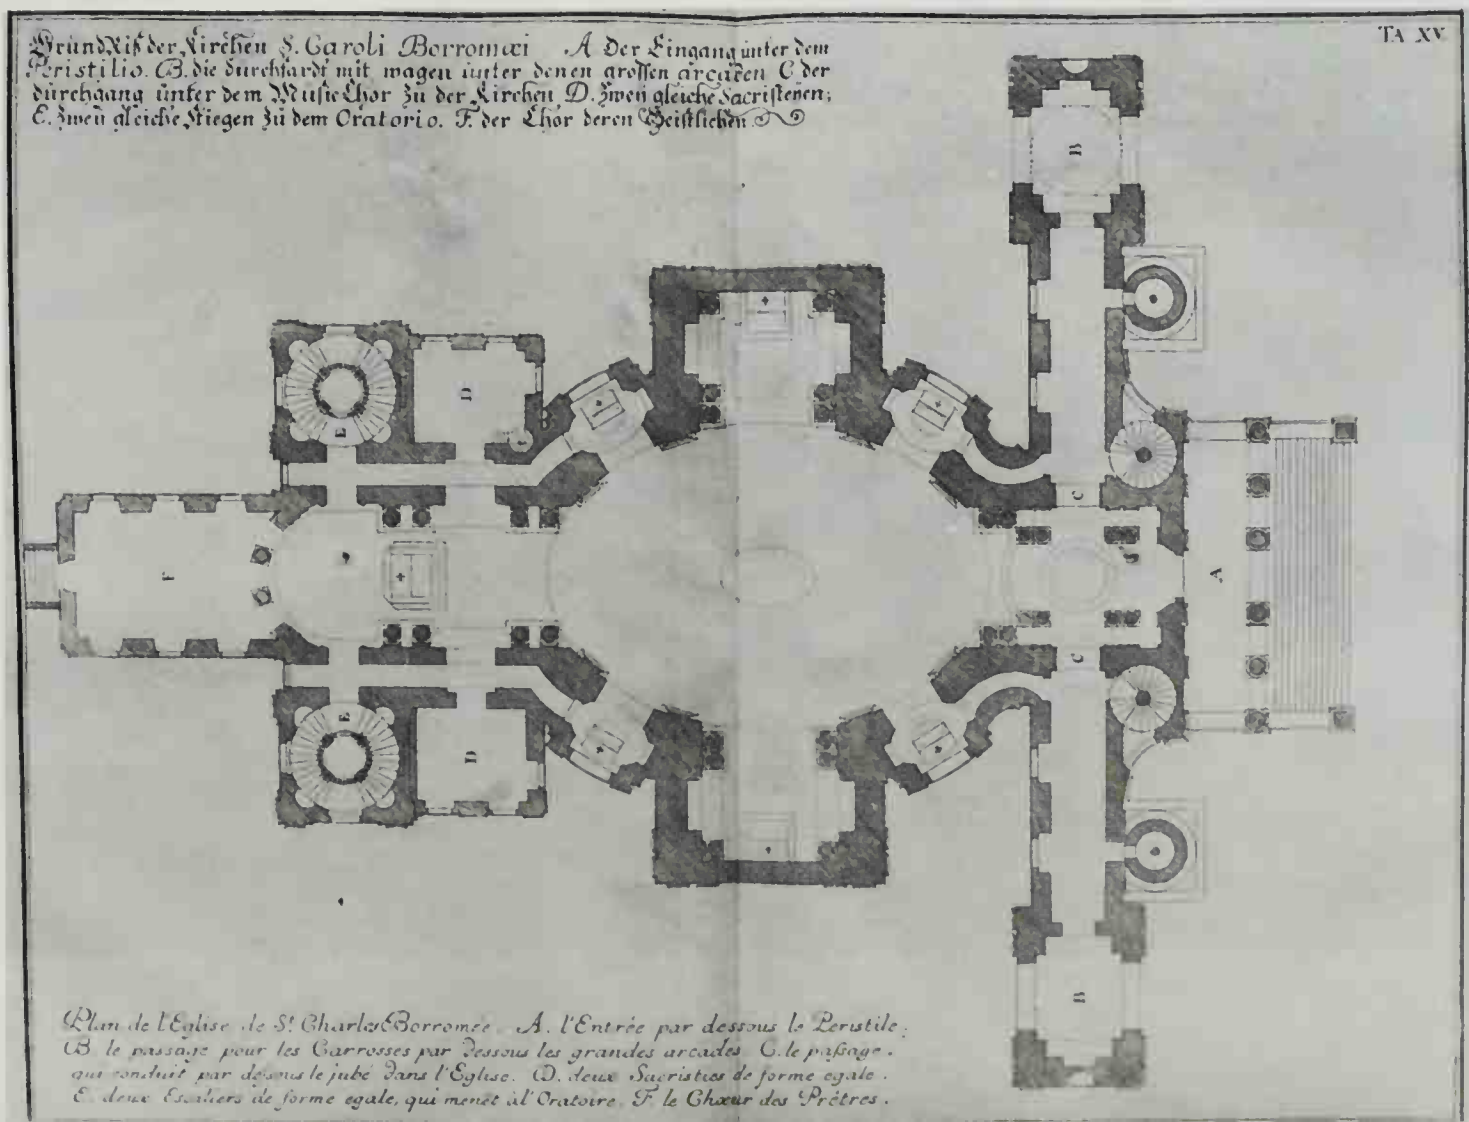 Grund Riß der Kirchen S. Caroli Borromæi A Der Eingang unter dem
Peristilio. B. die durchfardt mit wagen unter denen grossen arcaden C der
durchgang unter dem Music Chor zu der Kirchen D. zwey gleiche Sacristeyen;
E. zwey gleiche Stiegen zu dem Oratorio. F. der Chor deren Geistlichen.
TA XV.
B
D
E
C
F
A
C
E
D
B
Plan de l'Eglise de St Charles Borromée. A. l'Entrée par dessous le Peristile;
B. le passage pour les Carrosses par dessous les grandes arcades. C. le passage.
qui conduit par dessous le jubé dans l'Eglise. D. deux Sacristies de forme egale.
E. deux Escaliers de forme egale, qui menet à l'Oratoire. F. le Chœur des Prêtres.